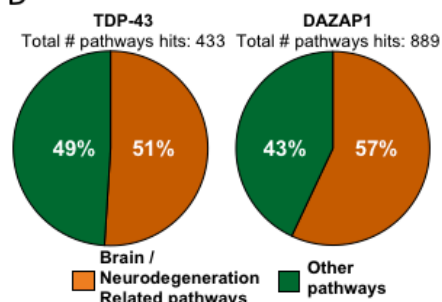 TDP-43
Total # pathways hits: 433
DAZAP1
Total # pathways hits: 889
49%
51%
43%
57%
Brain /
Neurodegeneration
Related pathways
Other
pathways